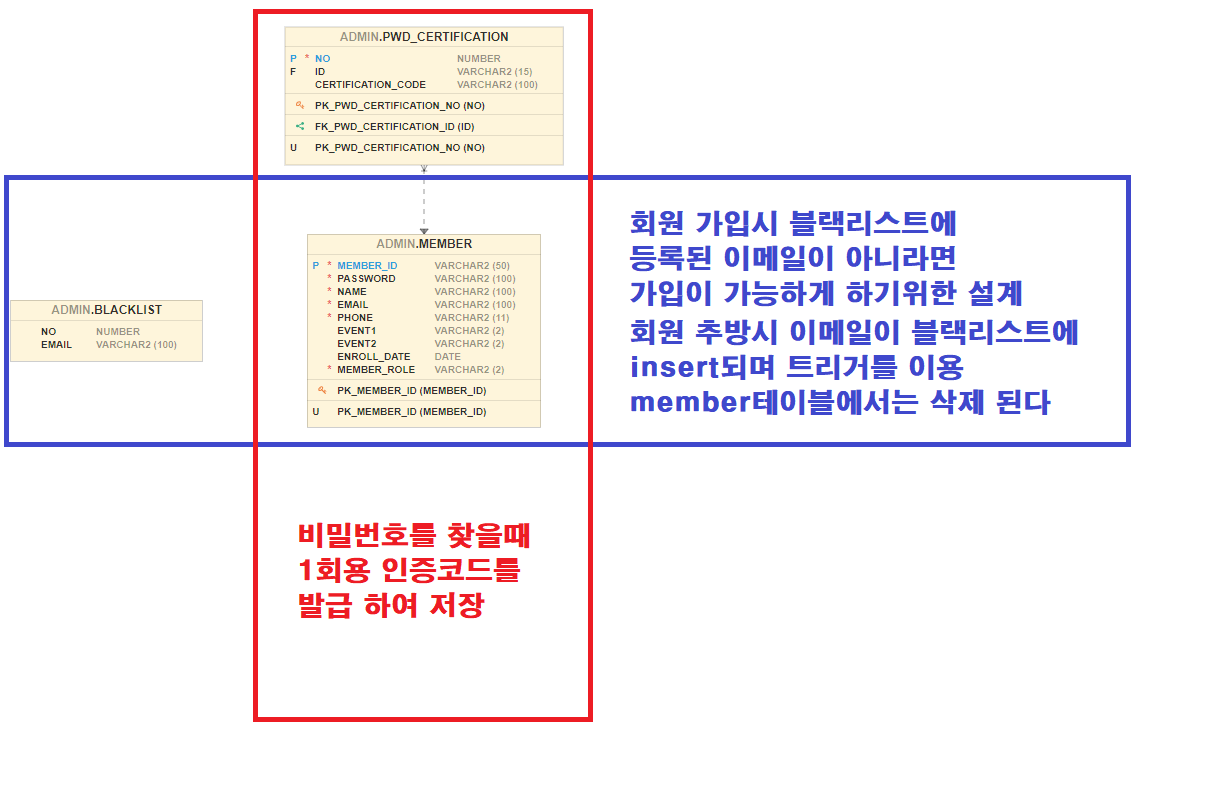 ADMIN.PWD_CERTIFICATION
P * NO NUMBER
F ID VARCHAR2 (15)
CERTIFICATION_CODE VARCHAR2 (100)
PK_PWD_CERTIFICATION_NO (NO)
FK_PWD_CERTIFICATION_ID (ID)
U PK_PWD_CERTIFICATION_NO (NO)
ADMIN.MEMBER
P * MEMBER_ID VARCHAR2 (50)
* PASSWORD VARCHAR2 (100)
* NAME VARCHAR2 (100)
* EMAIL VARCHAR2 (100)
* PHONE VARCHAR2 (11)
EVENT1 VARCHAR2 (2)
EVENT2 VARCHAR2 (2)
ENROLL_DATE DATE
* MEMBER_ROLE VARCHAR2 (2)
PK_MEMBER_ID (MEMBER_ID)
U PK_MEMBER_ID (MEMBER_ID)
ADMIN.BLACKLIST
NO NUMBER
EMAIL VARCHAR2 (100)
회원 가입시 블랙리스트에
등록된 이메일이 아니라면
가입이 가능하게 하기위한 설계
회원 추방시 이메일이 블랙리스트에
insert되며 트리거를 이용
member테이블에서는 삭제 된다
비밀번호를 찾을때
1회용 인증코드를
발급 하여 저장